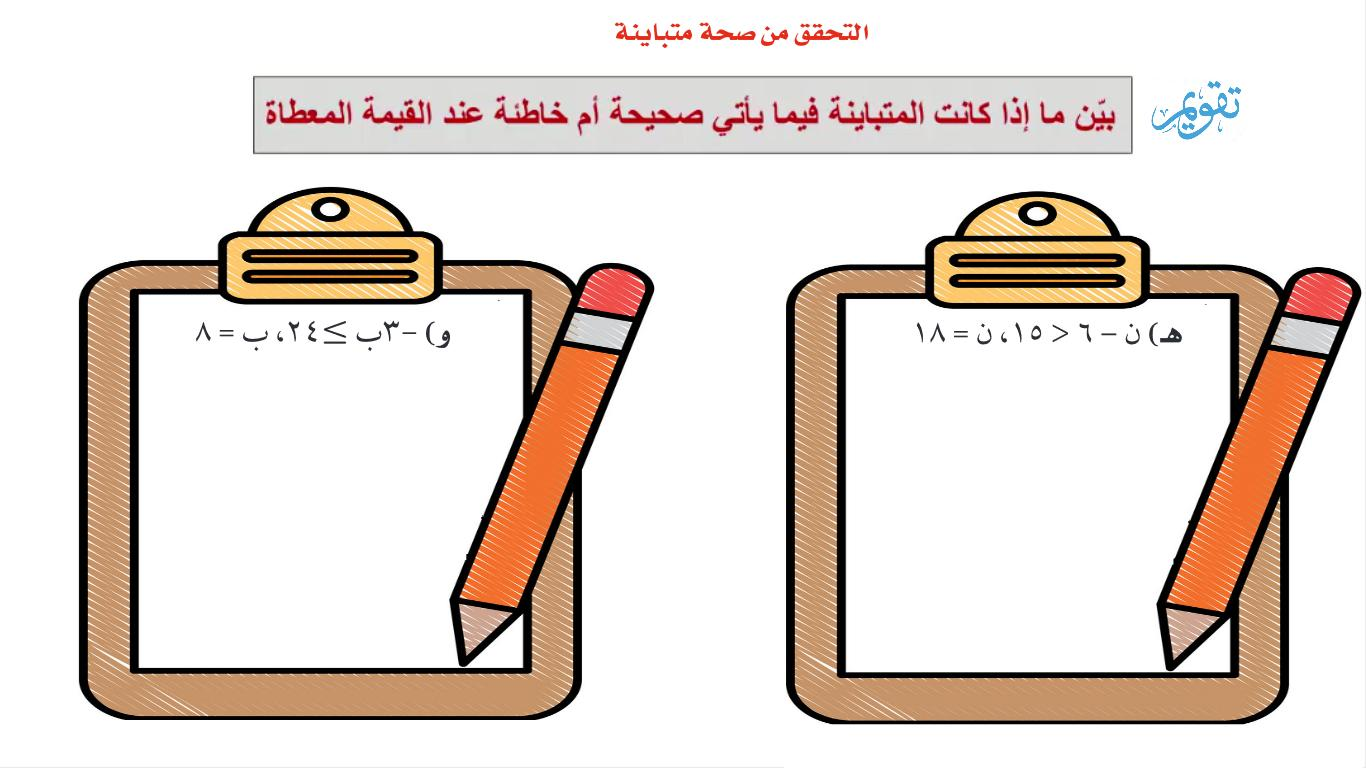 التحقق من صحة متباينة
تقويم
بيّن ما إذا كانت المتباينة فيما يأتي صحيحة أم خاطئة عند القيمة المعطاة
هـ) ن – ٦ < ١٥، ن = ١٨
و) –٣ب ≤ ٢٤، ب = ٨